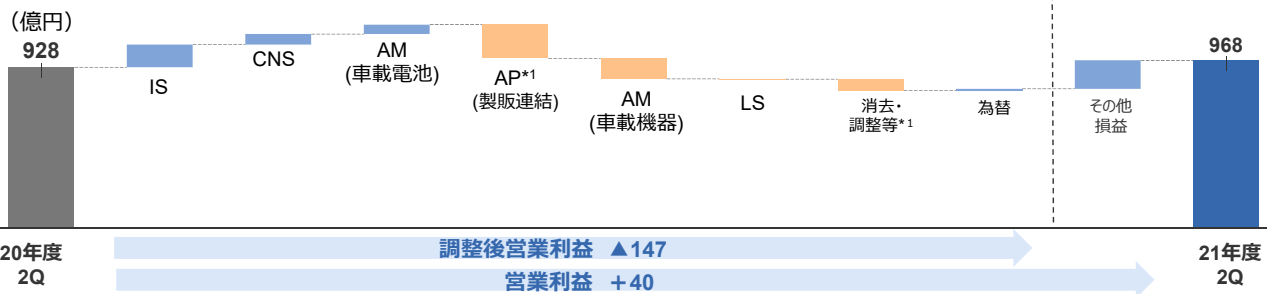 （億円）
928
IS
CNS
AM
(車載電池)
AP*1
(製販連結)
AM
(車載機器)
LS
消去・
調整等*1
為替
その他
損益
968
調整後営業利益 ▲147
営業利益 ＋40
20年度
2Q
21年度
2Q